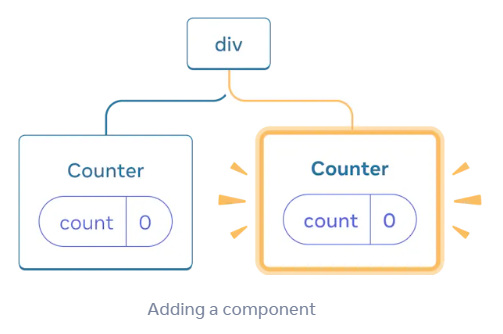 div
Counter
count 0
Counter
count 0
Adding a component